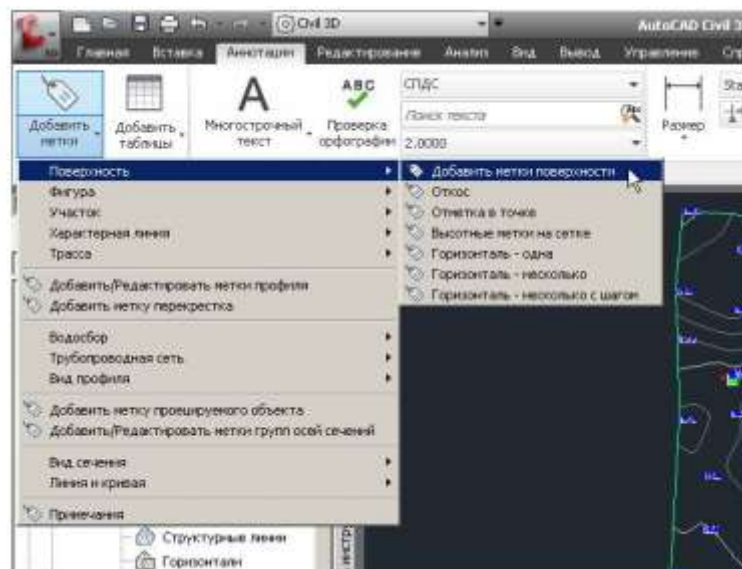 Civil 3D
AutoCAD Civil 3
Главная Вставка Аннотации Редактирование Анализ Вид Вывод Управление Спр
Добавить метки
Добавить таблицы
A
Многострочный текст
ABC
Проверка орфографии
СПДС
Поиск текста
2.0000
Размер
Sta
Поверхность
Фигура
Участок
Характерная линия
Трасса
Добавить/Редактировать метки профиля
Добавить метку перекрестка
Водосбор
Трубопроводная сеть
Вид профиля
Добавить метку проецируемого объекта
Добавить/Редактировать метки групп осей сечений
Вид сечения
Линия и кривая
Примечания
Добавить метки поверхности
Откос
Отметка в точке
Высотные метки на сетке
Горизонталь - одна
Горизонталь - несколько
Горизонталь - несколько с шагом
Структурные линии
Горизонтали
инстру